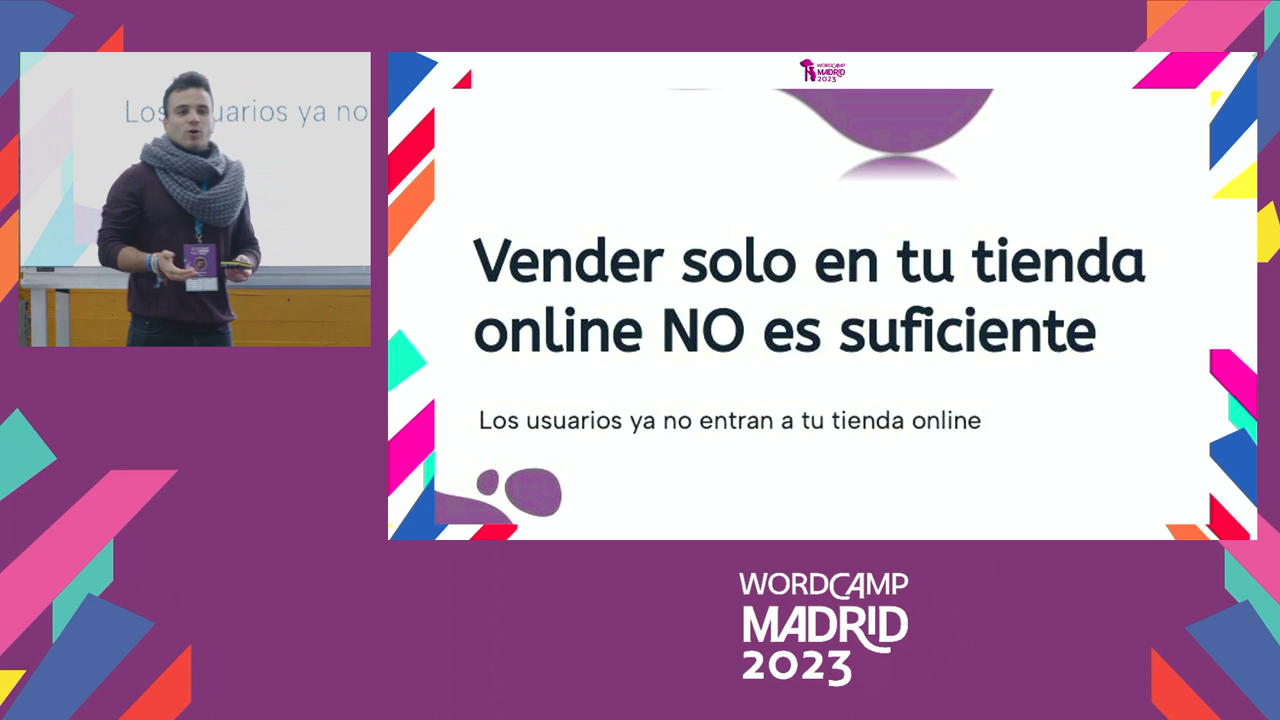 Los usuarios ya no
WORDCAMP
MADRID
2023
Vender solo en tu tienda
online NO es suficiente
Los usuarios ya no entran a tu tienda online
WORDCAMP
MADRID
2023